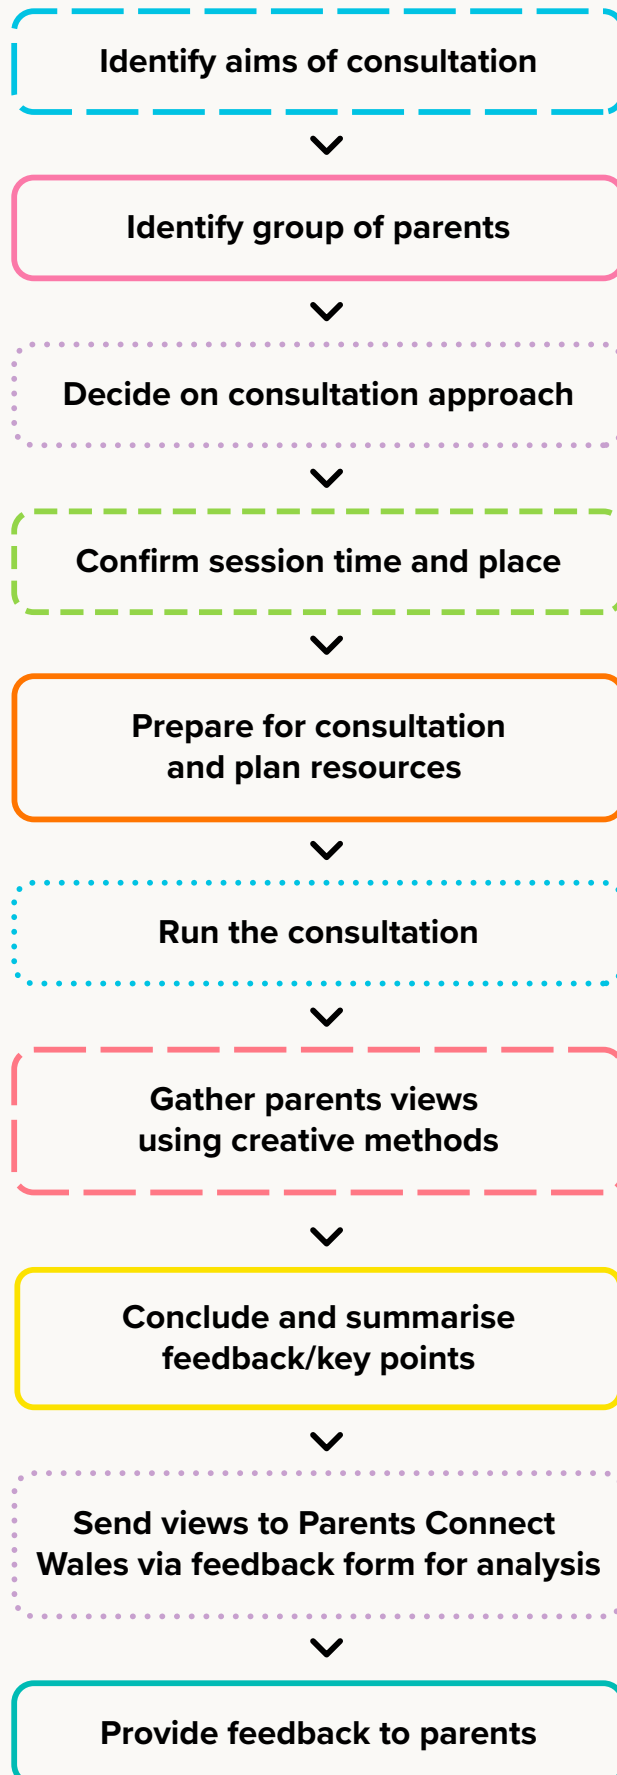 Identify aims of consultation
Identify group of parents
Decide on consultation approach
Confirm session time and place
Prepare for consultation
and plan resources
Run the consultation
Gather parents views
using creative methods
Conclude and summarise
feedback/key points
Send views to Parents Connect
Wales via feedback form for analysis
Provide feedback to parents